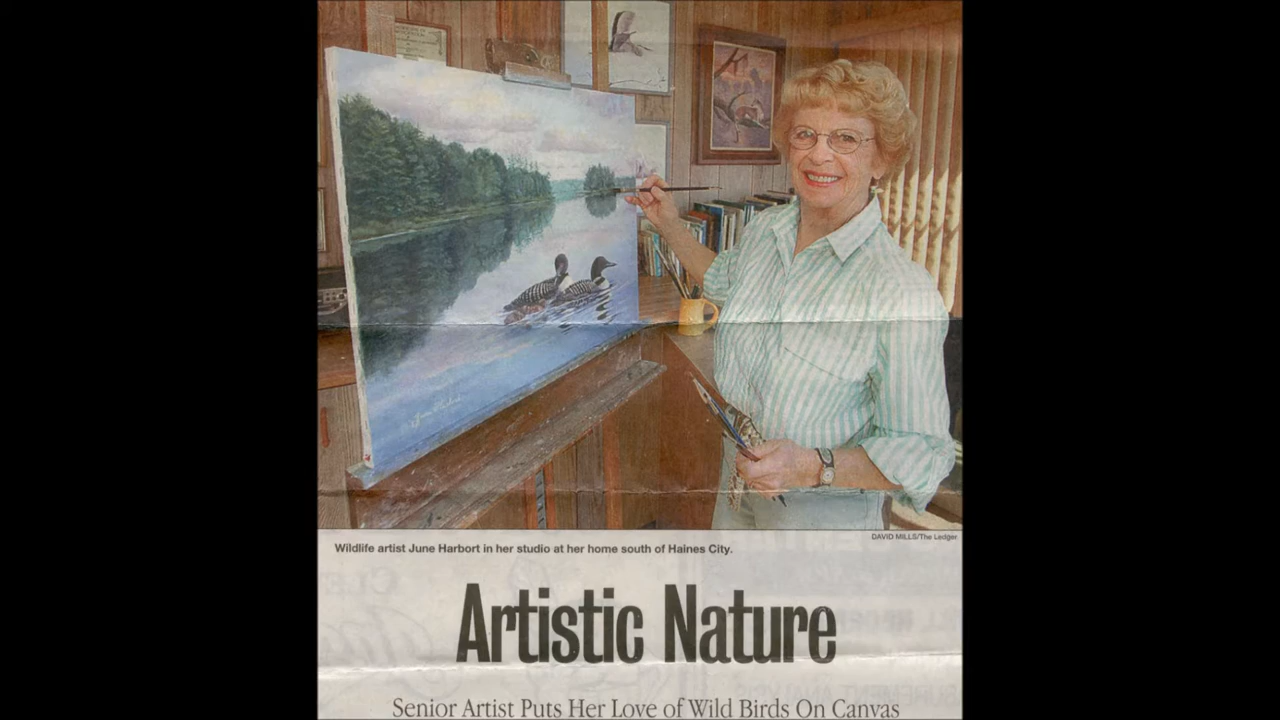 DAVID MILLS/The Ledger
Wildlife artist June Harbort in her studio at her home south of Haines City.
Artistic Nature
Senior Artist Puts Her Love of Wild Birds On Canvas